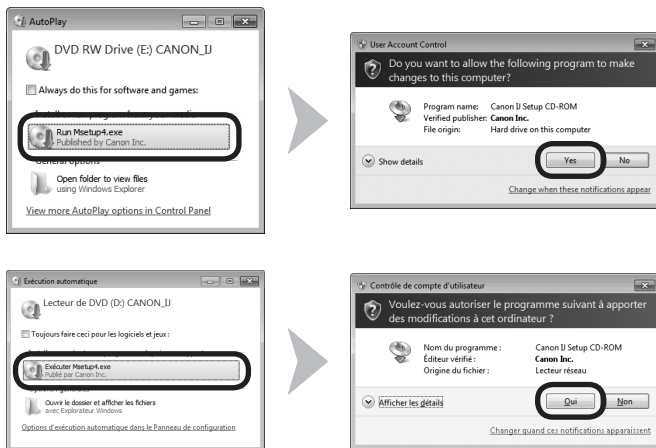 AutoPlay
DVD RW Drive (E:) CANON_IJ
Always do this for software and games:
Run Msetup4.exe
Published by Canon Inc.
General options
Open folder to view files
using Windows Explorer
View more AutoPlay options in Control Panel
User Account Control
Do you want to allow the following program to make
changes to this computer?
Program name: Canon IJ Setup CD-ROM
Verified publisher: Canon Inc.
File origin: Hard drive on this computer
Show details
Yes
No
Change when these notifications appear
Exécution automatique
Lecteur de DVD (D:) CANON_IJ
Toujours faire ceci pour les logiciels et jeux :
Exécuter Msetup4.exe
Publié par Canon Inc.
Options générales
Ouvrir le dossier et afficher les fichiers
avec Explorateur Windows
Options d'exécution automatique dans le Panneau de configuration
Contrôle de compte d'utilisateur
Voulez-vous autoriser le programme suivant à apporter
des modifications à cet ordinateur ?
Nom du programme : Canon IJ Setup CD-ROM
Éditeur vérifié : Canon Inc.
Origine du fichier : Lecteur réseau
Afficher les détails
Oui
Non
Changer quand ces notifications apparaissent